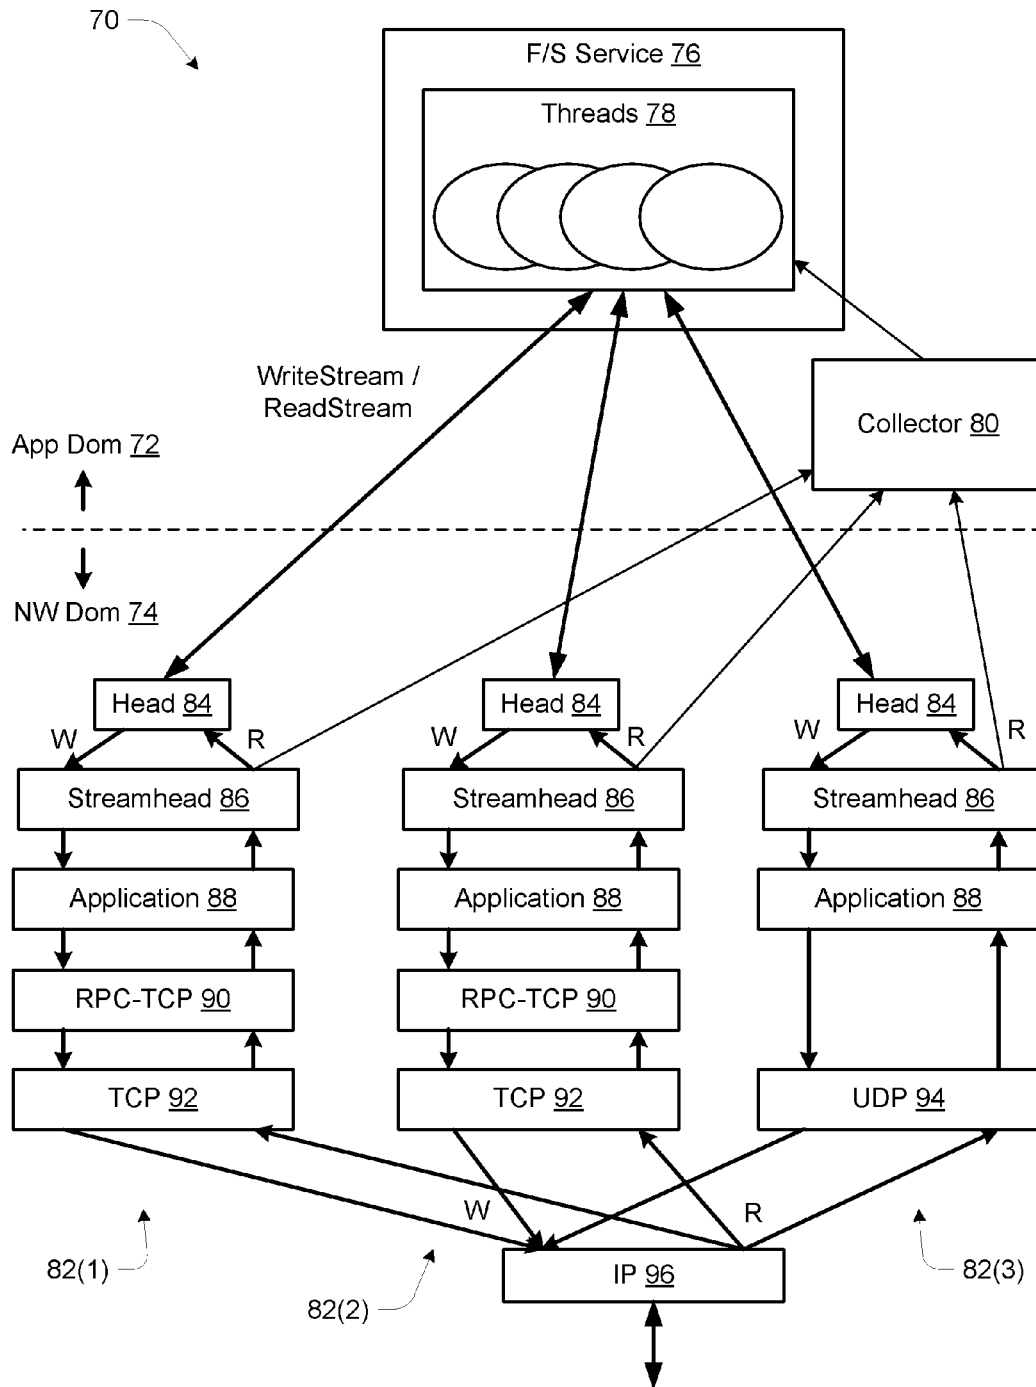 70
F/S Service 76
Threads 78
WriteStream /
ReadStream
Collector 80
App Dom 72
NW Dom 74
Head 84
Head 84
Head 84
W
R
W
R
W
R
Streamhead 86
Streamhead 86
Streamhead 86
Application 88
Application 88
Application 88
RPC-TCP 90
RPC-TCP 90
TCP 92
TCP 92
UDP 94
W
R
82(1)
82(2)
82(3)
IP 96